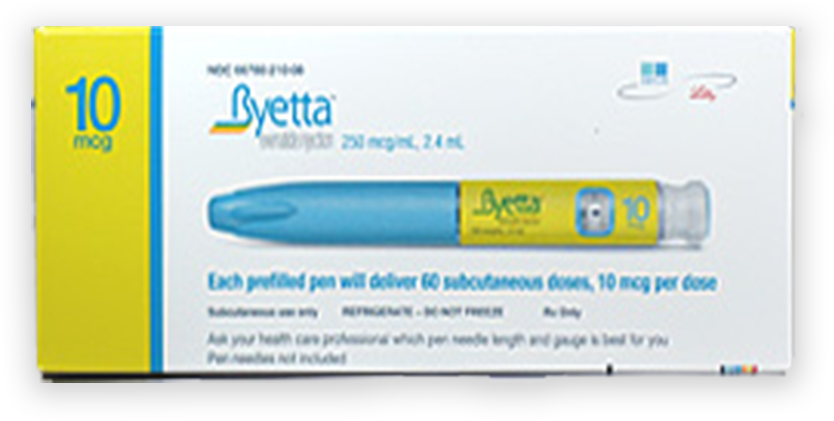 10
mcg
NDC 66780-210-08
Byetta
exenatide injection 250 mcg/mL, 2.4 mL
Lilly
Byetta
10
Each prefilled pen will deliver 60 subcutaneous doses, 10 mcg per dose
Subcutaneous use only REFRIGERATE – DO NOT FREEZE Rx Only
Ask your health care professional which pen needle length and gauge is best for you
Pen needles not included